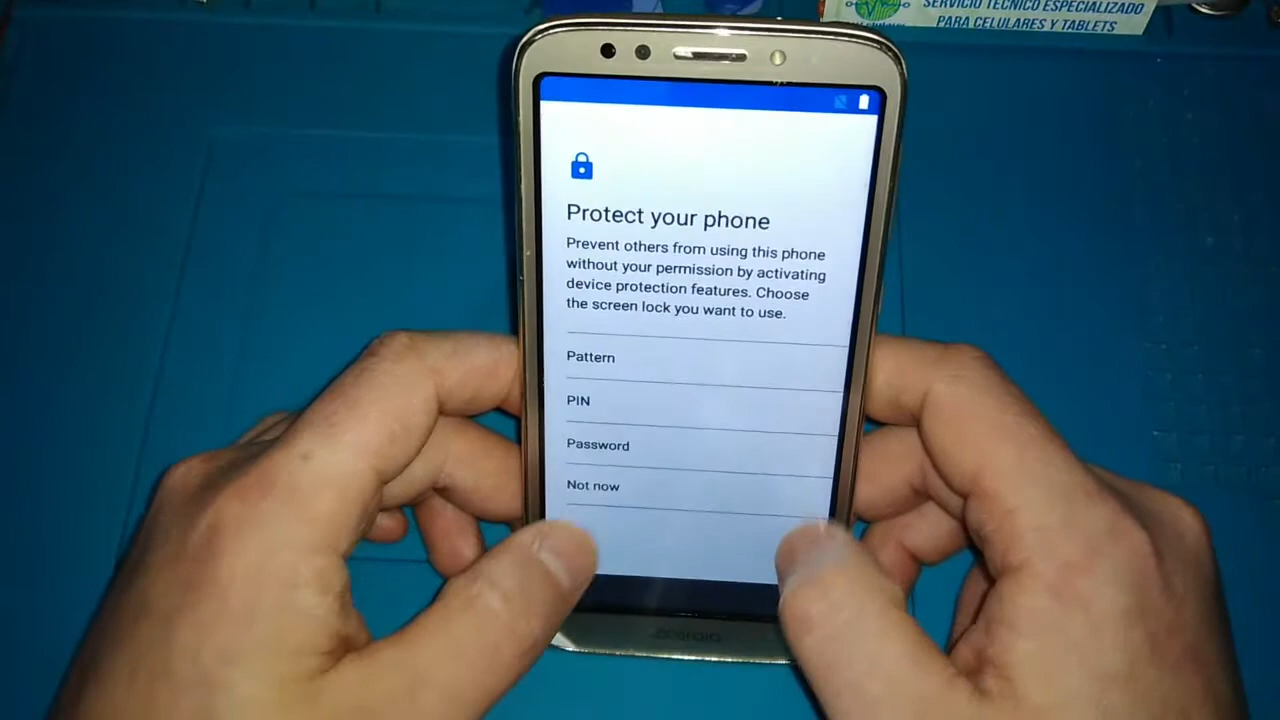 SERVICIO TÉCNICO ESPECIALIZADO
PARA CELULARES Y TABLETS
Protect your phone
Prevent others from using this phone
without your permission by activating
device protection features. Choose
the screen lock you want to use.
Pattern
PIN
Password
Not now